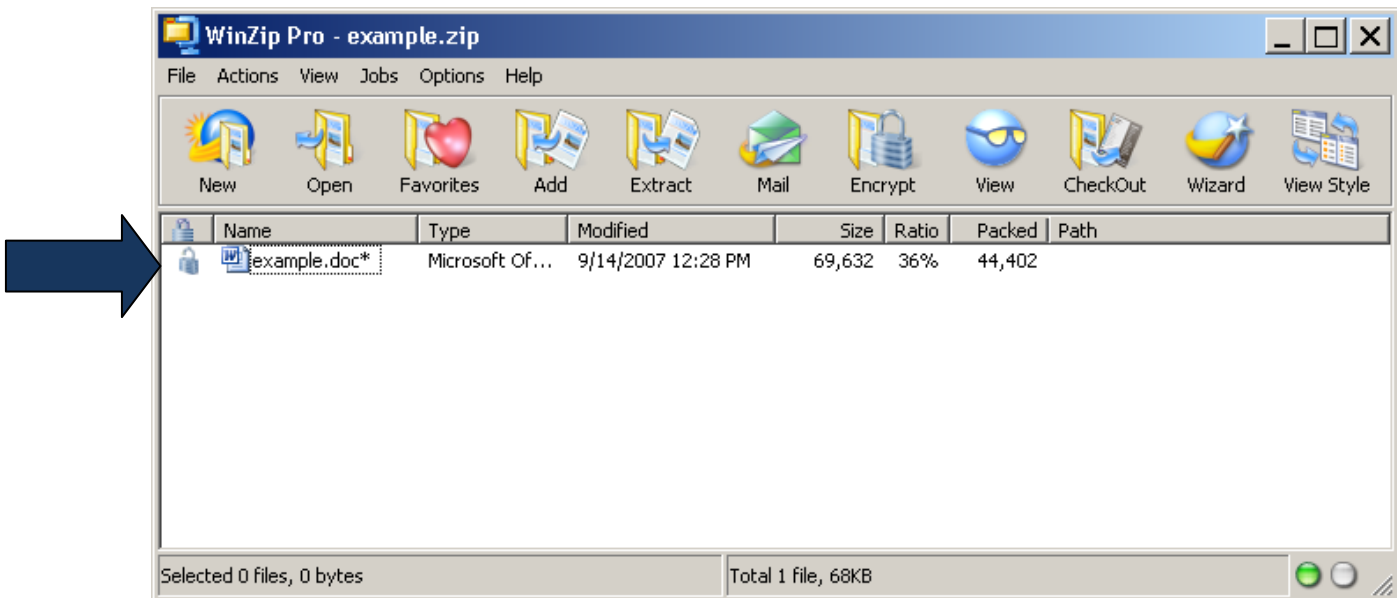 WinZip Pro - example.zip
File Actions View Jobs Options Help
New Open Favorites Add Extract Mail Encrypt View CheckOut Wizard View Style
Name Type Modified Size Ratio Packed Path
example.doc* Microsoft Of... 9/14/2007 12:28 PM 69,632 36% 44,402
Selected 0 files, 0 bytes Total 1 file, 68KB